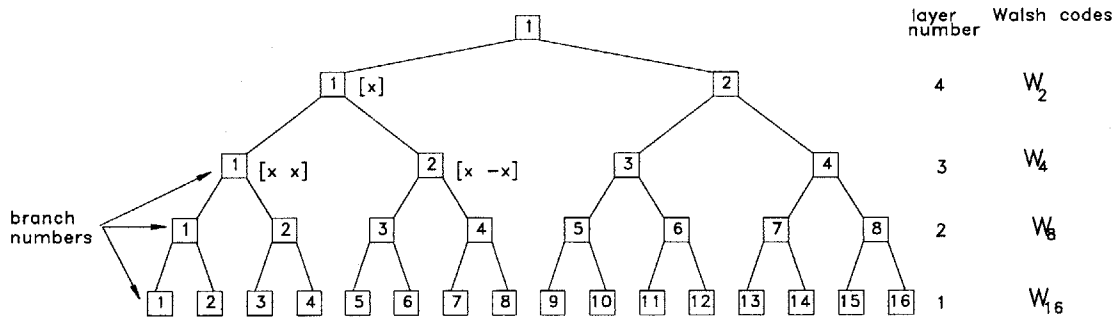 layer number Walsh codes
1
1 [x] 2 4 W2
1 [x x] 2 [x -x] 3 4 3 W4
branch numbers
1 2 3 4 5 6 7 8 2 W8
1 2 3 4 5 6 7 8 9 10 11 12 13 14 15 16 1 W16